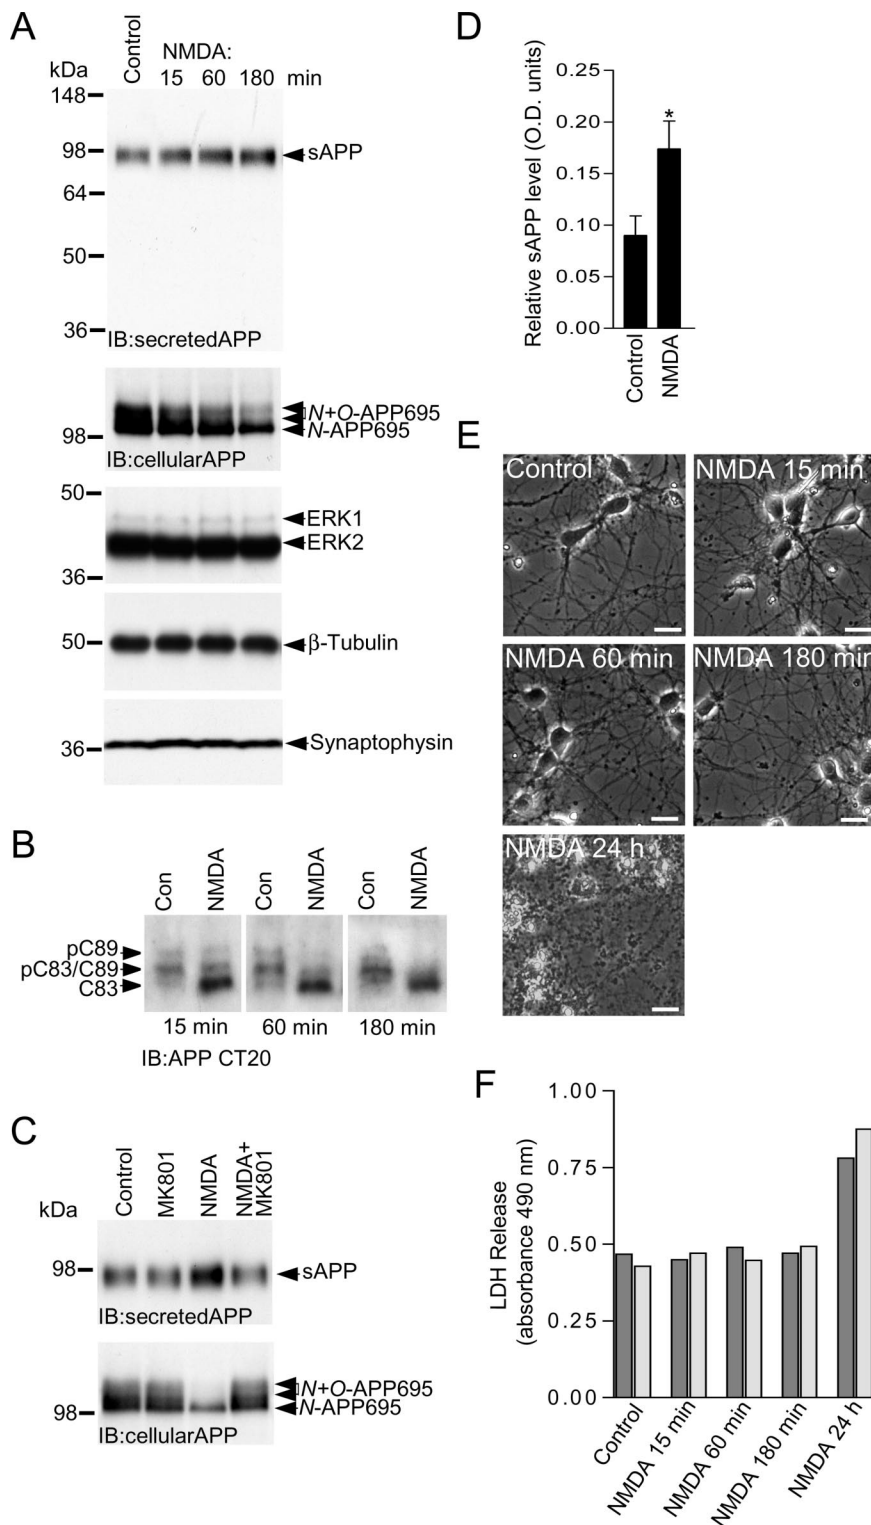 A
Control
NMDA:
kDa
15 60 180 min
148
98
sAPP
64
50
36
IB:secretedAPP
N+O-APP695
N-APP695
98
IB:cellularAPP
50
ERK1
ERK2
36
50
β-Tubulin
36
Synaptophysin
B
Con NMDA Con NMDA Con NMDA
pC89
pC83/C89
C83
15 min 60 min 180 min
IB:APP CT20
C
Control MK801 NMDA NMDA+ MK801
kDa
98
sAPP
IB:secretedAPP
N+O-APP695
N-APP695
98
IB:cellularAPP
D
Relative sAPP level (O.D. units)
0.25
0.20
*
0.15
0.10
0.05
0.00
Control NMDA
E
Control NMDA 15 min
NMDA 60 min NMDA 180 min
NMDA 24 h
F
LDH Release
(absorbance 490 nm)
1.00
0.75
0.50
0.25
0.00
Control NMDA 15 min NMDA 60 min NMDA 180 min NMDA 24 h